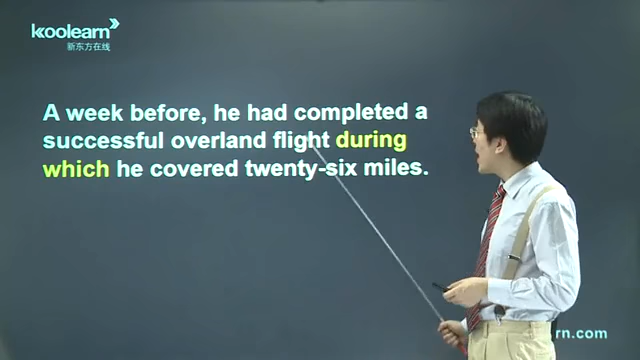 koolearn
新东方在线
A week before, he had completed a
successful overland flight during
which he covered twenty-six miles.
rn.com